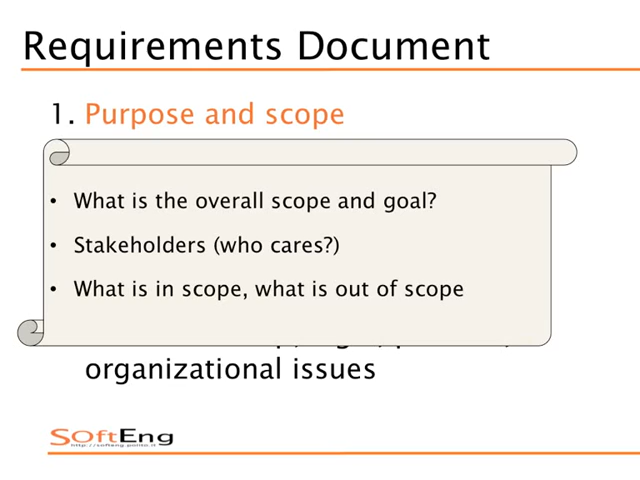 Requirements Document
1. Purpose and scope
• What is the overall scope and goal?
• Stakeholders (who cares?)
• What is in scope, what is out of scope
organizational issues
SOftEng
http://softeng.polito.it